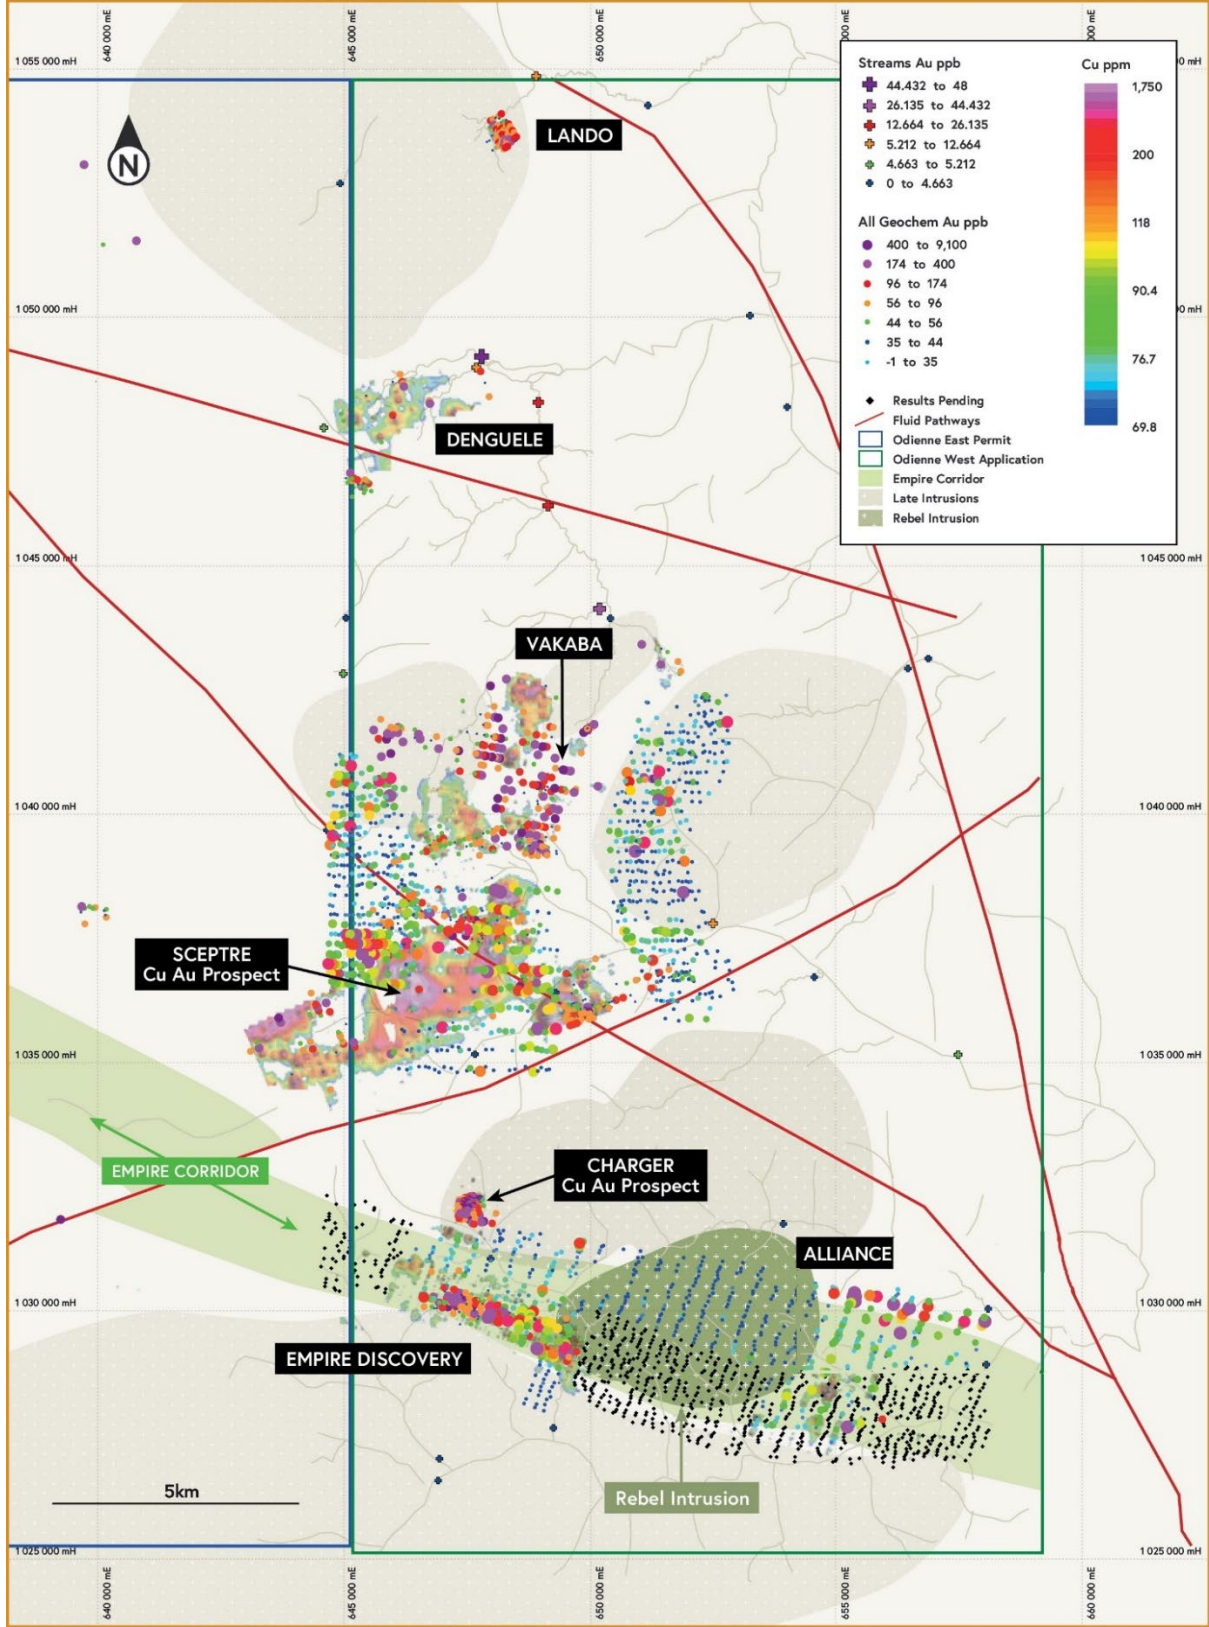 640 000 mE
645 000 mE
650 000 mE
mE
mE
1 055 000 mH
0 mH
Streams Au ppb
44.432 to 48
26.135 to 44.432
12.664 to 26.135
5.212 to 12.664
4.663 to 5.212
0 to 4.663
All Geochem Au ppb
400 to 9,100
174 to 400
96 to 174
56 to 96
44 to 56
35 to 44
-1 to 35
Results Pending
Fluid Pathways
Odienne East Permit
Odienne West Application
Empire Corridor
Late Intrusions
Rebel Intrusion
Cu ppm
1,750
200
118
90.4
76.7
69.8
N
LANDO
1 050 000 mH
0 mH
DENGUELE
1 045 000 mH
1 045 000 mH
VAKABA
1 040 000 mH
1 040 000 mH
SCEPTRE
Cu Au Prospect
1 035 000 mH
1 035 000 mH
EMPIRE CORRIDOR
CHARGER
Cu Au Prospect
ALLIANCE
1 030 000 mH
1 030 000 mH
EMPIRE DISCOVERY
5km
Rebel Intrusion
1 025 000 mH
1 025 000 mH
640 000 mE
645 000 mE
650 000 mE
655 000 mE
660 000 mE